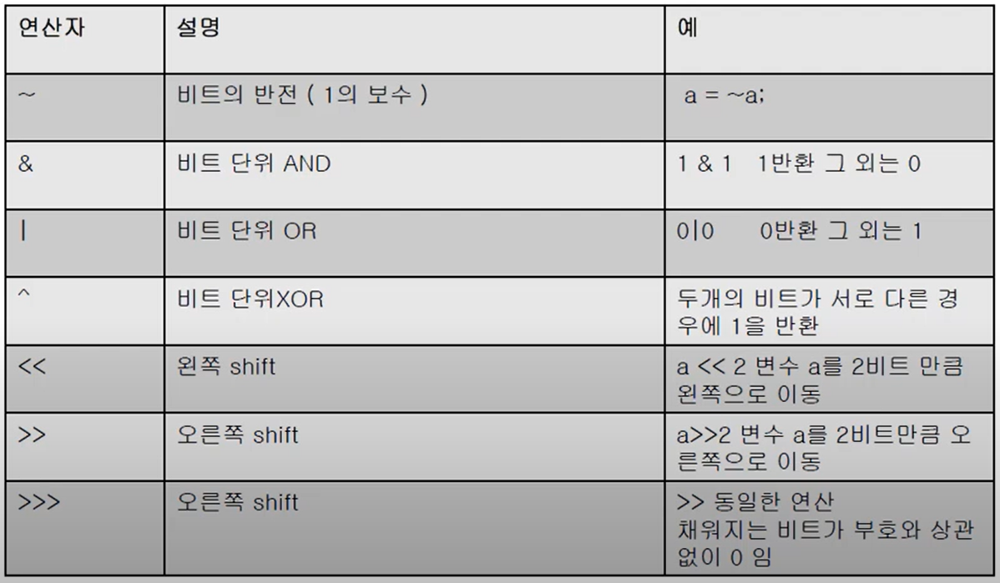 연산자 설명 예
~ 비트의 반전 ( 1의 보수 ) a = ~a;
& 비트 단위 AND 1 & 1 1반환 그 외는 0
| 비트 단위 OR 0|0 0반환 그 외는 1
^ 비트 단위XOR 두개의 비트가 서로 다른 경
우에 1을 반환
<< 왼쪽 shift a << 2 변수 a를 2비트 만큼
왼쪽으로 이동
>> 오른쪽 shift a>>2 변수 a를 2비트만큼 오
른쪽으로 이동
>>> 오른쪽 shift >> 동일한 연산
채워지는 비트가 부호와 상관
없이 0 임